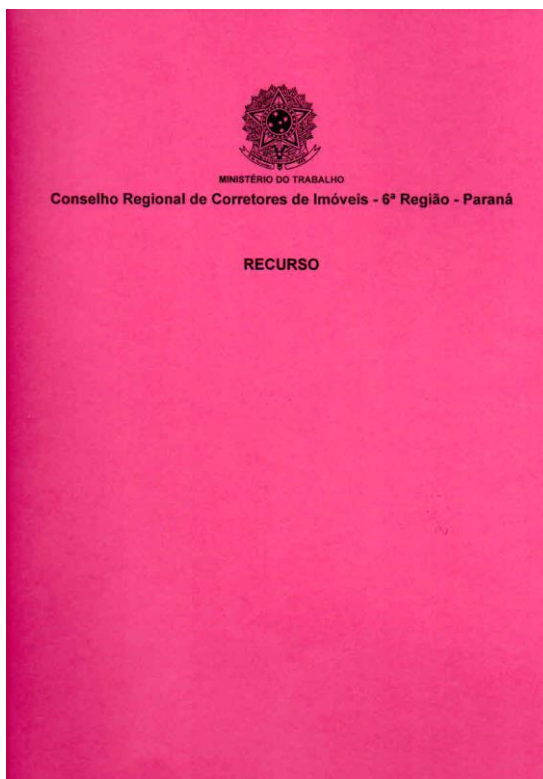 MINISTÉRIO DO TRABALHO
Conselho Regional de Corretores de Imóveis - 6ª Região - Paraná
RECURSO